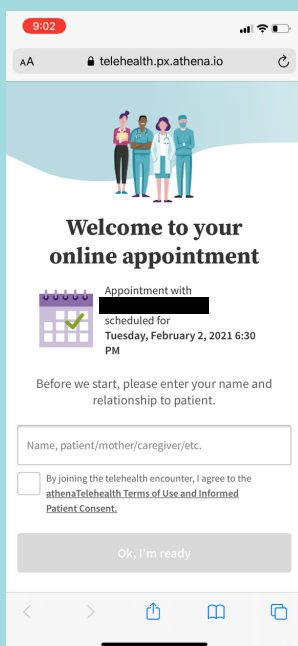 9:02
AA telehealth.px.athena.io
Welcome to your
online appointment
Appointment with
scheduled for
Tuesday, February 2, 2021 6:30
PM
Before we start, please enter your name and
relationship to patient.
Name, patient/mother/caregiver/etc.
By joining the telehealth encounter, I agree to the
athenaTelehealth Terms of Use and Informed
Patient Consent.
Ok, I'm ready